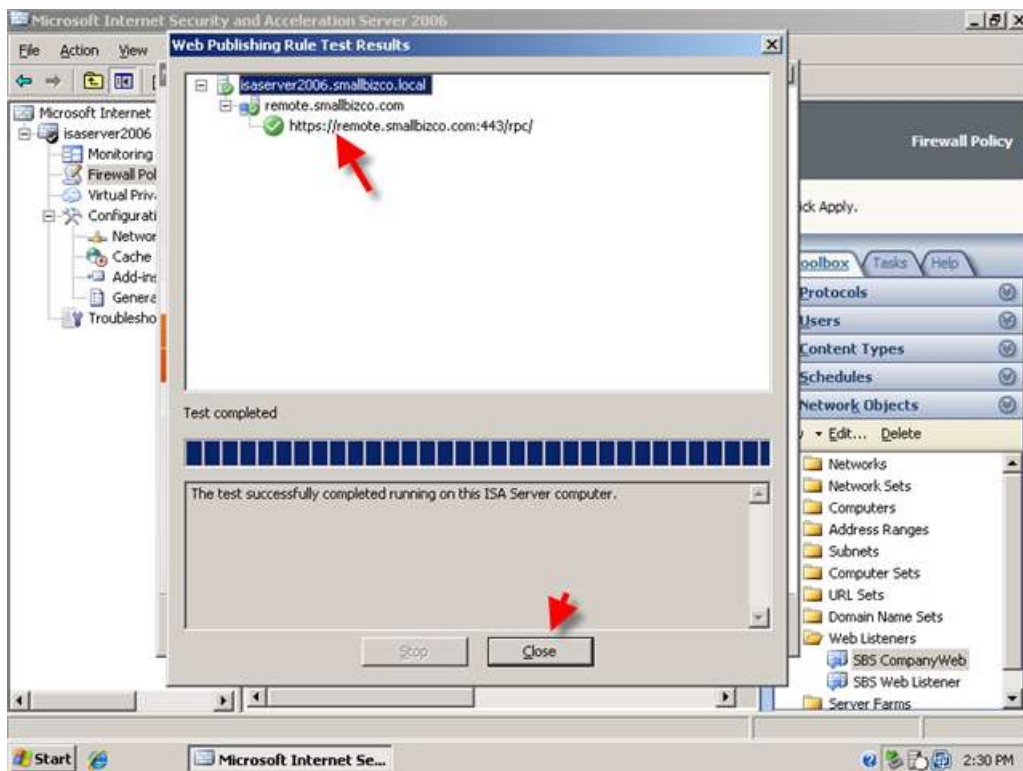 Microsoft Internet Security and Acceleration Server 2006
File Action View
Web Publishing Rule Test Results
isaserver2006.smallbizco.local
remote.smallbizco.com
https://remote.smallbizco.com:443/rpc/
Test completed
The test successfully completed running on this ISA Server computer.
Stop
Close
Microsoft Internet
isaserver2006
Monitoring
Firewall Pol
Virtual Priv
Configurati
Networ
Cache
Add-ins
Genera
Troublesho
Firewall Policy
ick Apply.
oolbox Tasks Help
Protocols
Users
Content Types
Schedules
Network Objects
Edit... Delete
Networks
Network Sets
Computers
Address Ranges
Subnets
Computer Sets
URL Sets
Domain Name Sets
Web Listeners
SBS CompanyWeb
SBS Web Listener
Server Farms
Start
Microsoft Internet Se...
2:30 PM